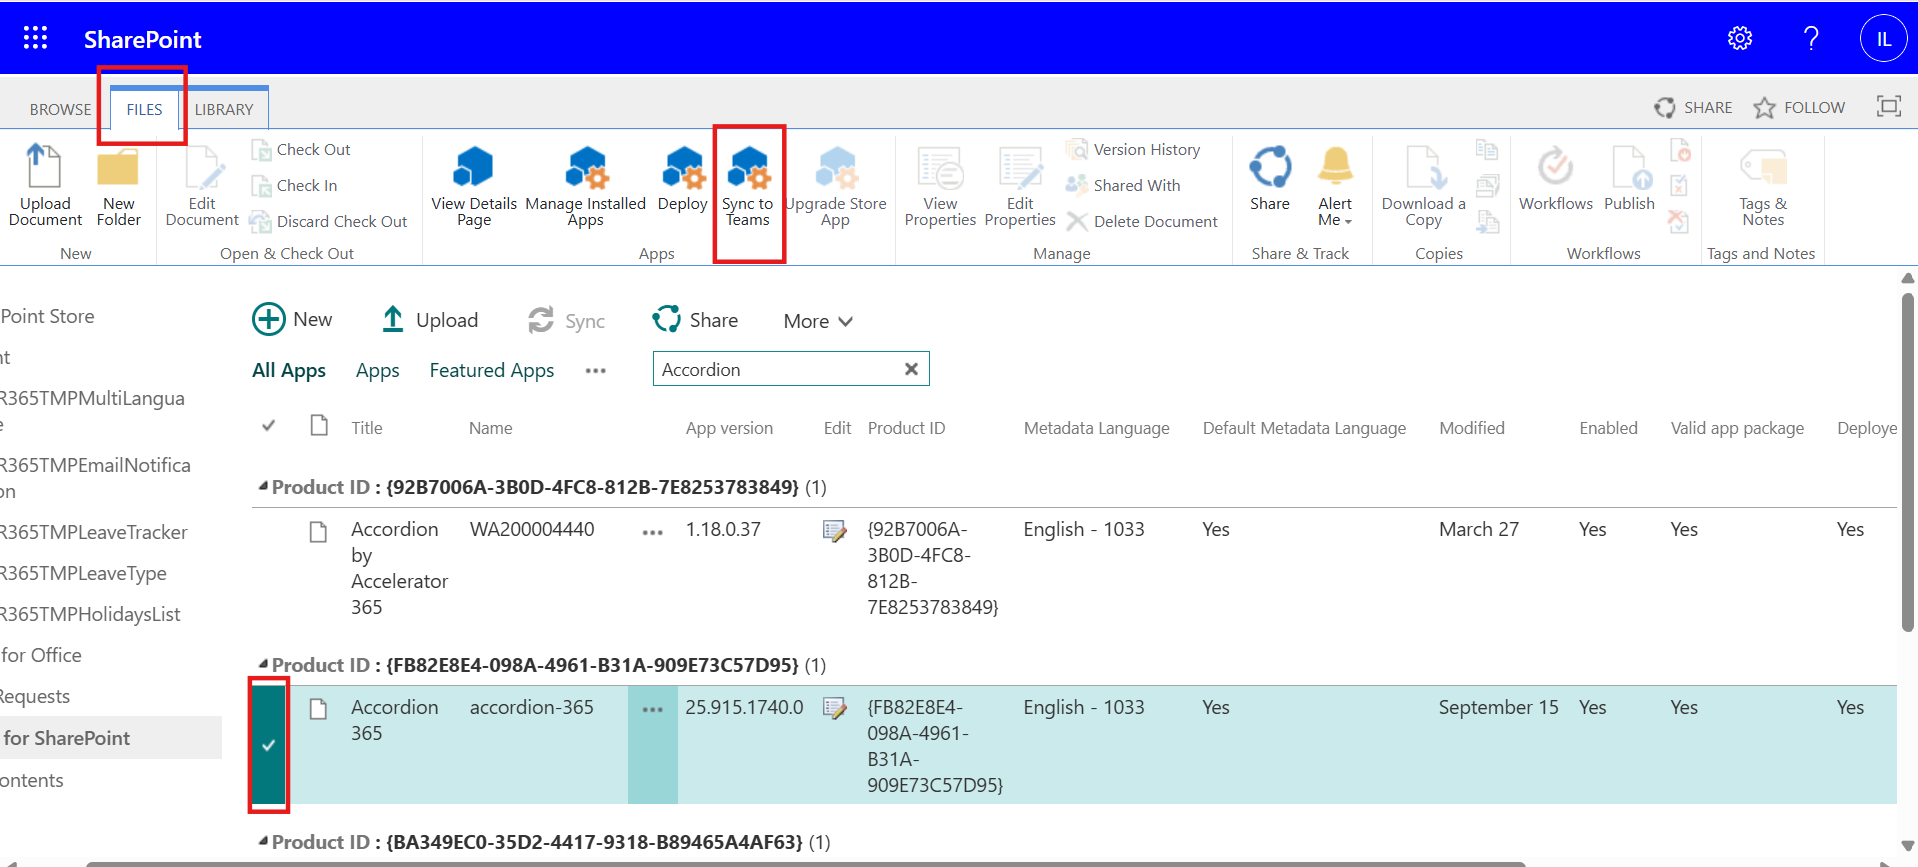 SharePoint
IL
BROWSE
FILES
LIBRARY
SHARE
FOLLOW
Upload
Document
New
Folder
New
Edit
Document
Check Out
Check In
Discard Check Out
Open & Check Out
View Details
Page
Manage Installed
Apps
Deploy
Sync to
Teams
Upgrade Store
App
Apps
View
Properties
Edit
Properties
Version History
Shared With
Delete Document
Manage
Share
Alert
Me
Share & Track
Download a
Copy
Copies
Workflows
Publish
Workflows
Tags &
Notes
Tags and Notes
Point Store
nt
R365TMPMultiLangua
e
R365TMPEmailNotifica
on
R365TMPLeaveTracker
R365TMPLeaveType
R365TMPHolidaysList
for Office
Requests
for SharePoint
ontents
New
Upload
Sync
Share
More
All Apps
Apps
Featured Apps
Accordion
Title
Name
App version
Edit
Product ID
Metadata Language
Default Metadata Language
Modified
Enabled
Valid app package
Deploye
Product ID : {92B7006A-3B0D-4FC8-812B-7E8253783849} (1)
Accordion
by
Accelerator
365
WA200004440
1.18.0.37
{92B7006A-
3B0D-4FC8-
812B-
7E8253783849}
English - 1033
Yes
March 27
Yes
Yes
Yes
Product ID : {FB82E8E4-098A-4961-B31A-909E73C57D95} (1)
Accordion
365
accordion-365
25.915.1740.0
{FB82E8E4-
098A-4961-
B31A-
909E73C57D95}
English - 1033
Yes
September 15
Yes
Yes
Yes
Product ID : {BA349EC0-35D2-4417-9318-B89465A4AF63} (1)